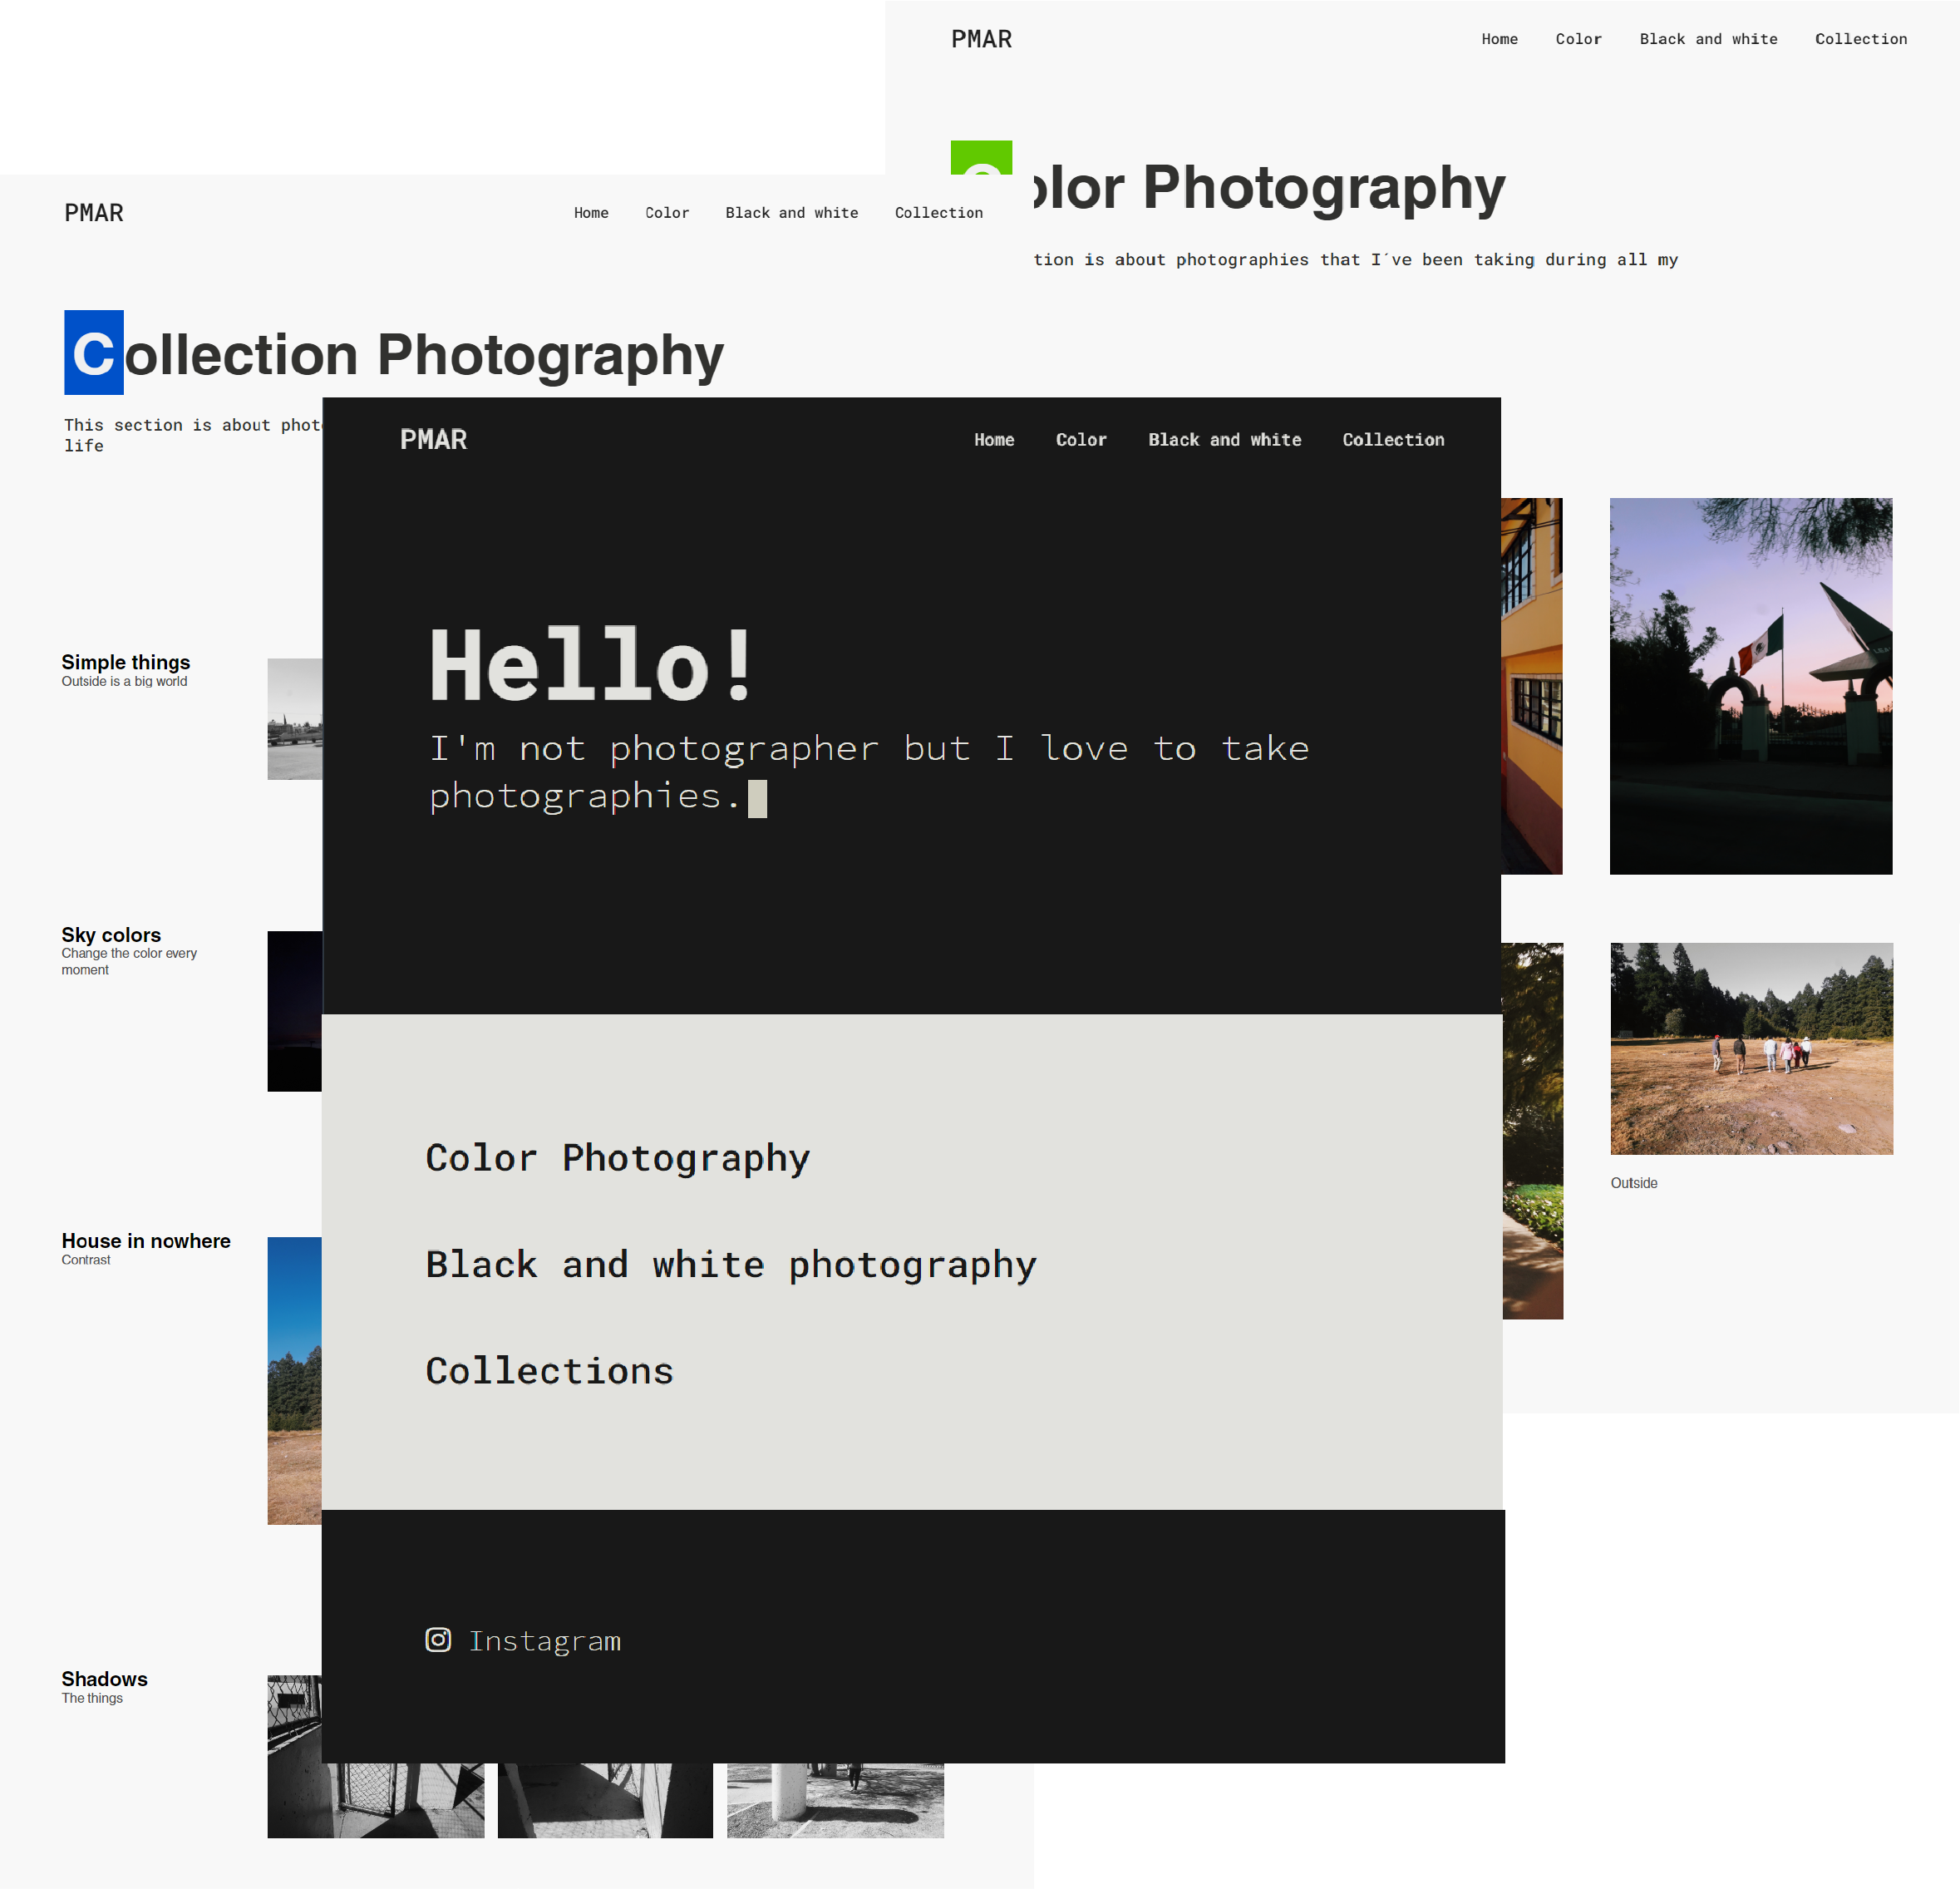 PMAR
Home Color Black and white Collection
olor Photography
tion is about photographies that I´ve been taking during all my
Outside
PMAR
Home Color Black and white Collection
Collection Photography
This section is about
life
Simple things
Outside is a big world
Sky colors
Change the color every
moment
House in nowhere
Contrast
Shadows
The things
PMAR
Home Color Black and white Collection
Hello!
I'm not photographer but I love to take
photographies.
Color Photography
Black and white photography
Collections
Instagram